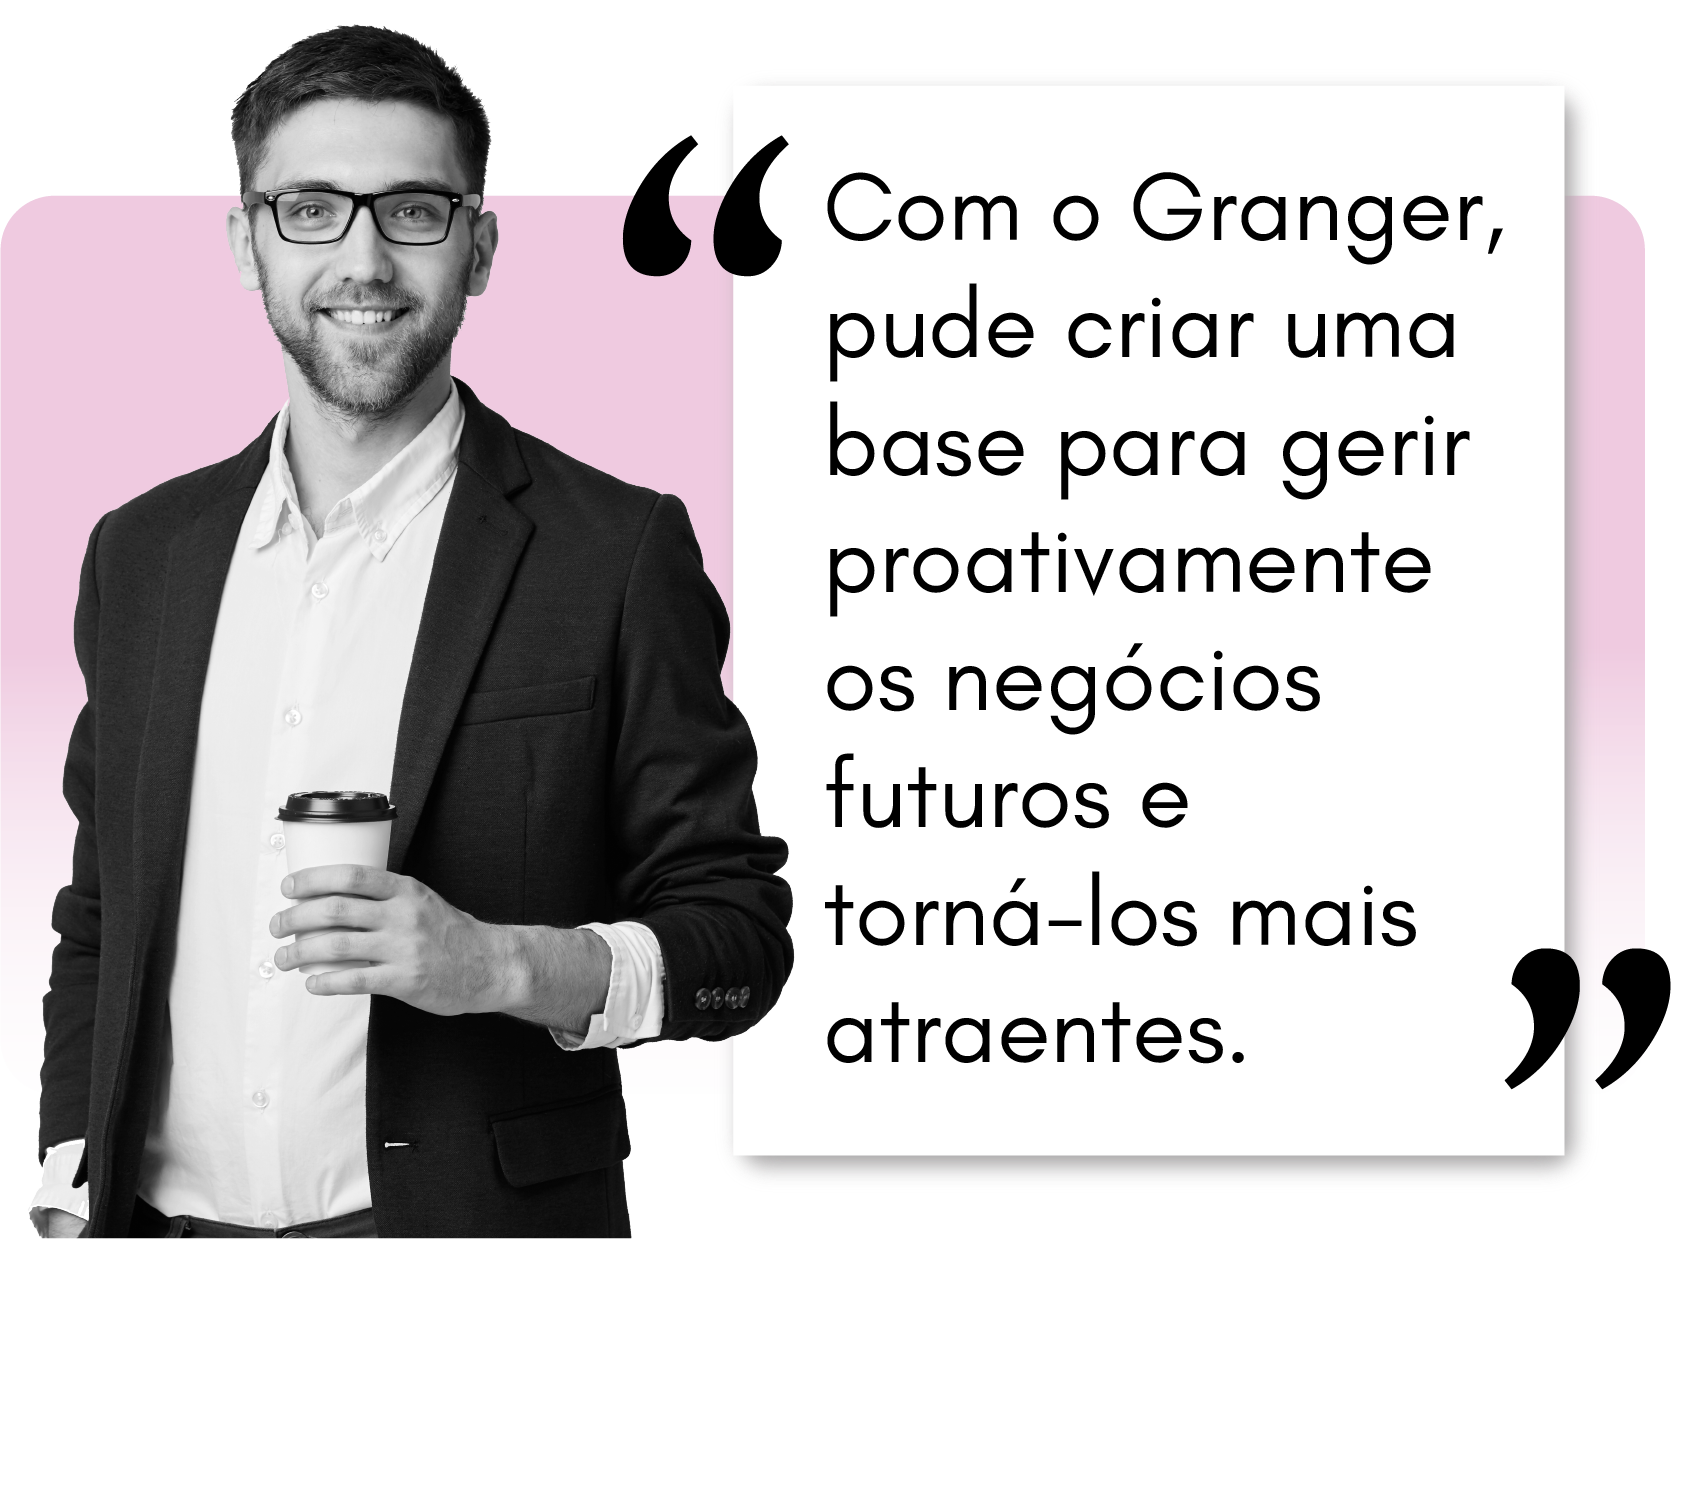 “Com o Granger,
pude criar uma
base para gerir
proativamente
os negócios
futuros e
torná-los mais
atraentes.”